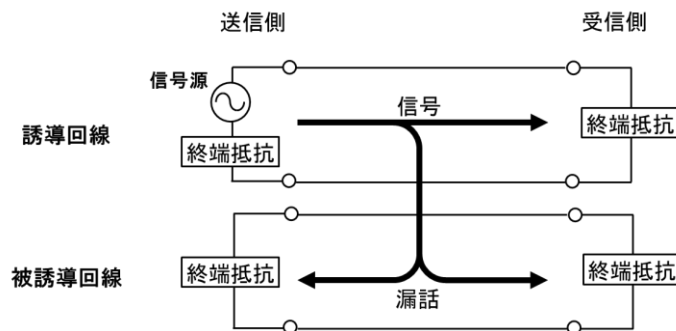 送信側
受信側
信号源
信号
誘導回線
終端抵抗
終端抵抗
被誘導回線
終端抵抗
終端抵抗
漏話